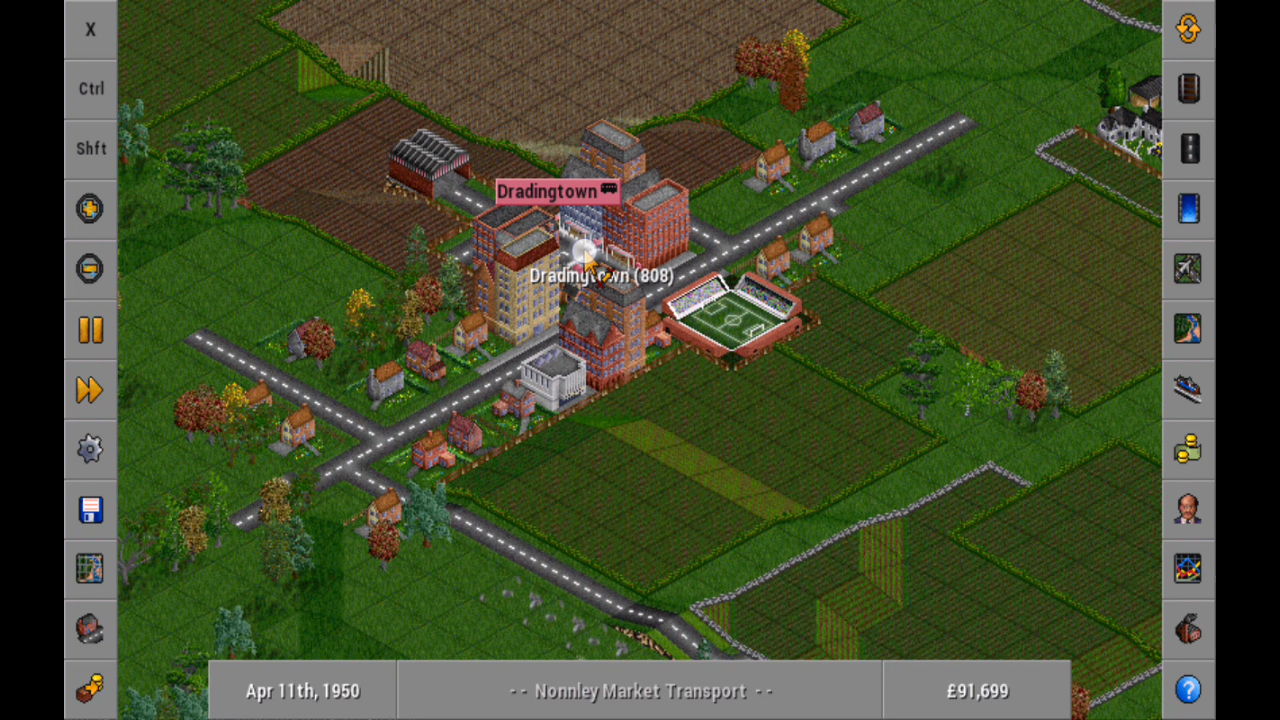 X
Ctrl
Shft
Dradingtown
Dradingtown (808)
Apr 11th, 1950
-- Nonnley Market Transport --
£91,699
?